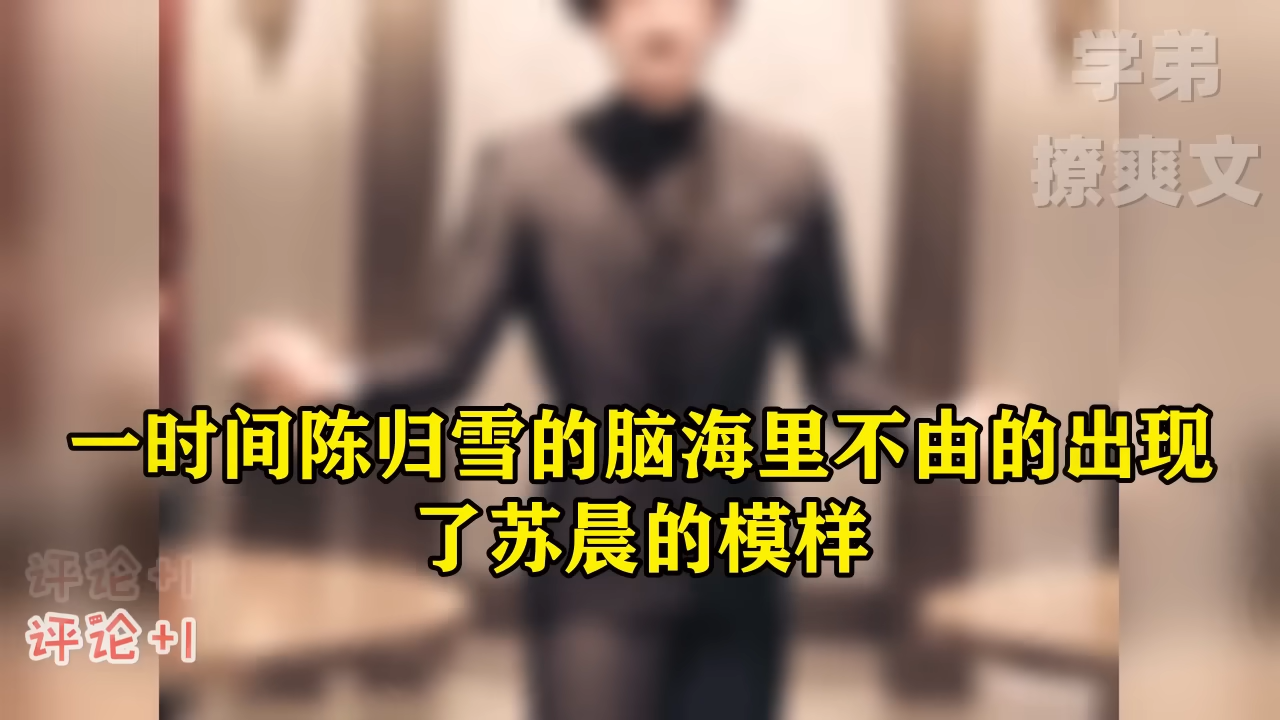 学弟
撩爽文
一时间陈归雪的脑海里不由的出现
了苏晨的模样
评论+1
评论+1